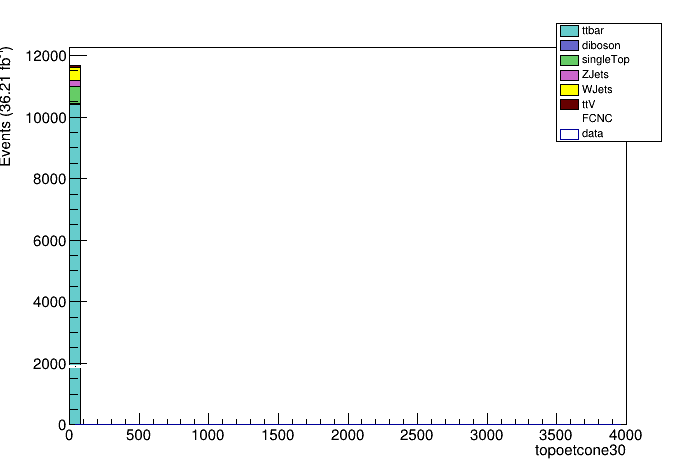 ttbar
diboson
singleTop
ZJets
WJets
ttV
FCNC
data
Events (36.21 fb⁻¹)
12000
10000
8000
6000
4000
2000
0
0 500 1000 1500 2000 2500 3000 3500 4000
topoetcone30